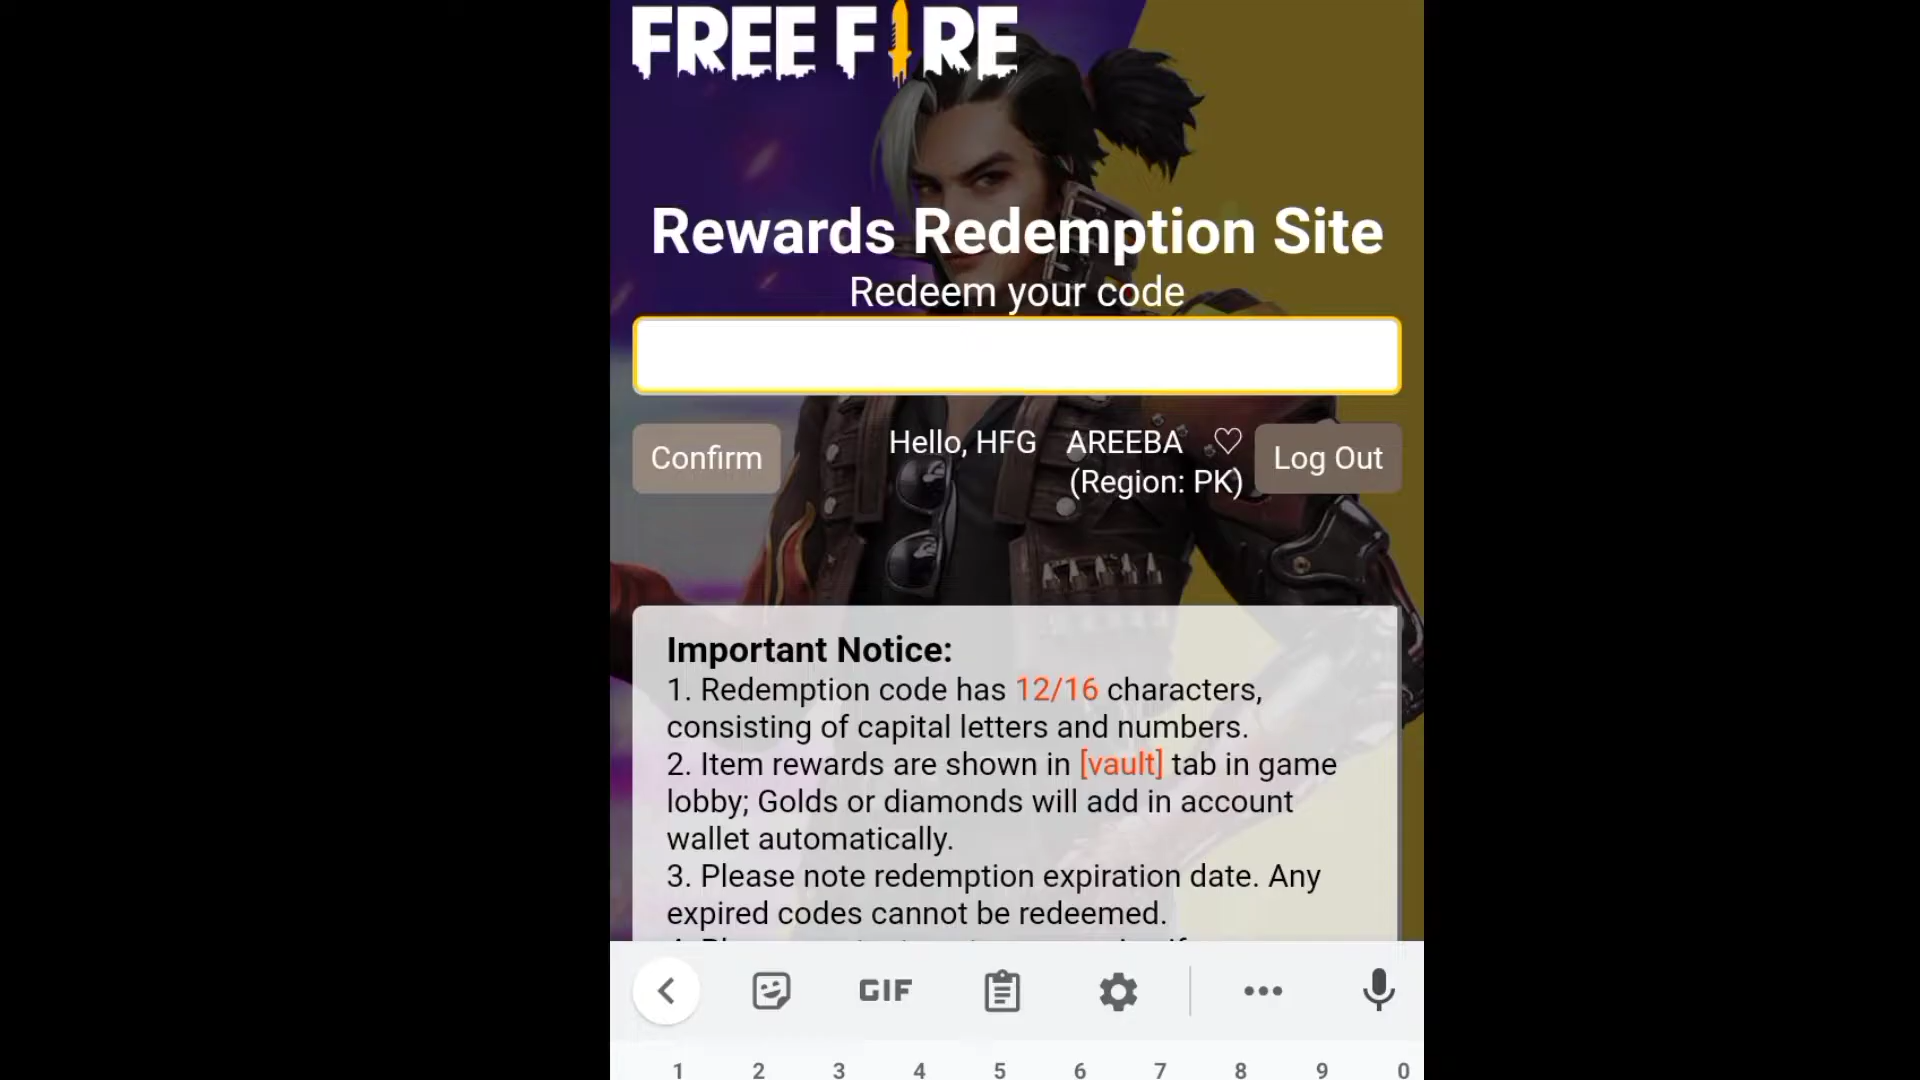 FREE FIRE
Rewards Redemption Site
Redeem your code
Confirm
Hello, HFG AREEBA ♡
(Region: PK)
Log Out
Important Notice:
1. Redemption code has 12/16 characters,
consisting of capital letters and numbers.
2. Item rewards are shown in [vault] tab in game
lobby; Golds or diamonds will add in account
wallet automatically.
3. Please note redemption expiration date. Any
expired codes cannot be redeemed.
GIF
1 2 3 4 5 6 7 8 9 0